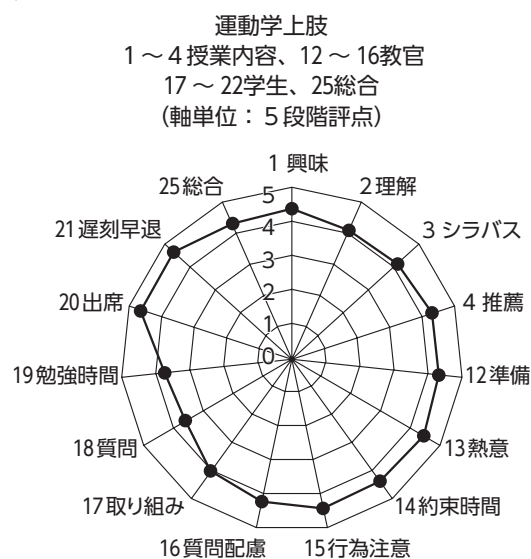 運動学上肢
1～4授業内容、12～16教官
17～22学生、25総合
（軸単位：５段階評点）
1 興味
2理解
3 シラバス
4 推薦
12準備
13熱意
14約束時間
15行為注意
16質問配慮
17取り組み
18質問
19勉強時間
20出席
21遅刻早退
25総合
5
4
3
2
1
0